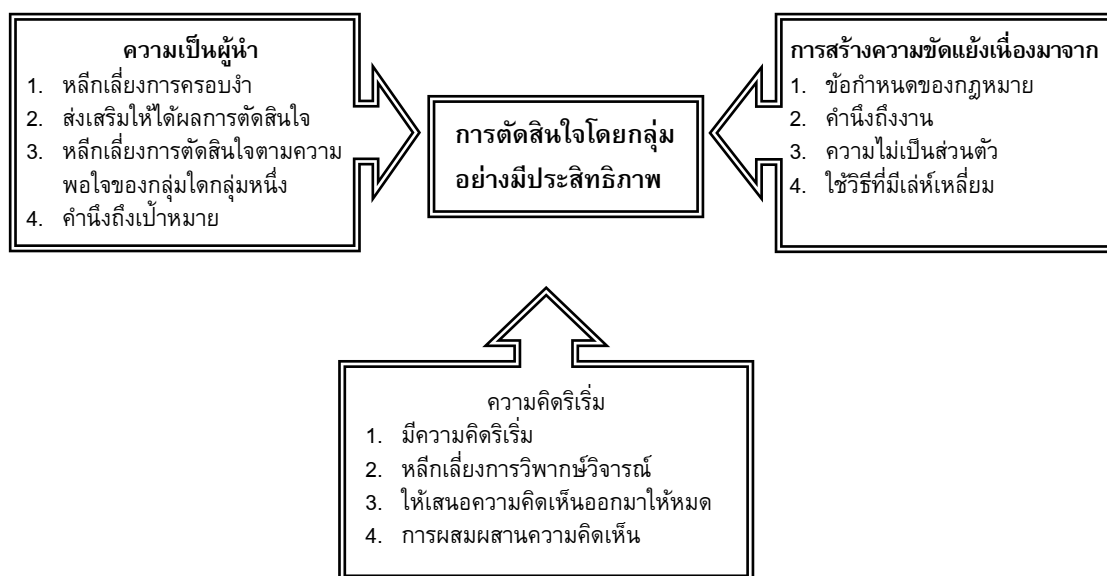 ความเป็นผู้นำ
1. หลีกเลี่ยงการครอบงำ
2. ส่งเสริมให้ได้ผลการตัดสินใจ
3. หลีกเลี่ยงการตัดสินใจตามความ
พอใจของกลุ่มใดกลุ่มหนึ่ง
4. คำนึงถึงเป้าหมาย
การตัดสินใจโดยกลุ่ม
อย่างมีประสิทธิภาพ
การสร้างความขัดแย้งเนื่องมาจาก
1. ข้อกำหนดของกฎหมาย
2. คำนึงถึงงาน
3. ความไม่เป็นส่วนตัว
4. ใช้วิธีที่มีเล่ห์เหลี่ยม
ความคิดริเริ่ม
1. มีความคิดริเริ่ม
2. หลีกเลี่ยงการวิพากษ์วิจารณ์
3. ให้เสนอความคิดเห็นออกมาให้หมด
4. การผสมผสานความคิดเห็น